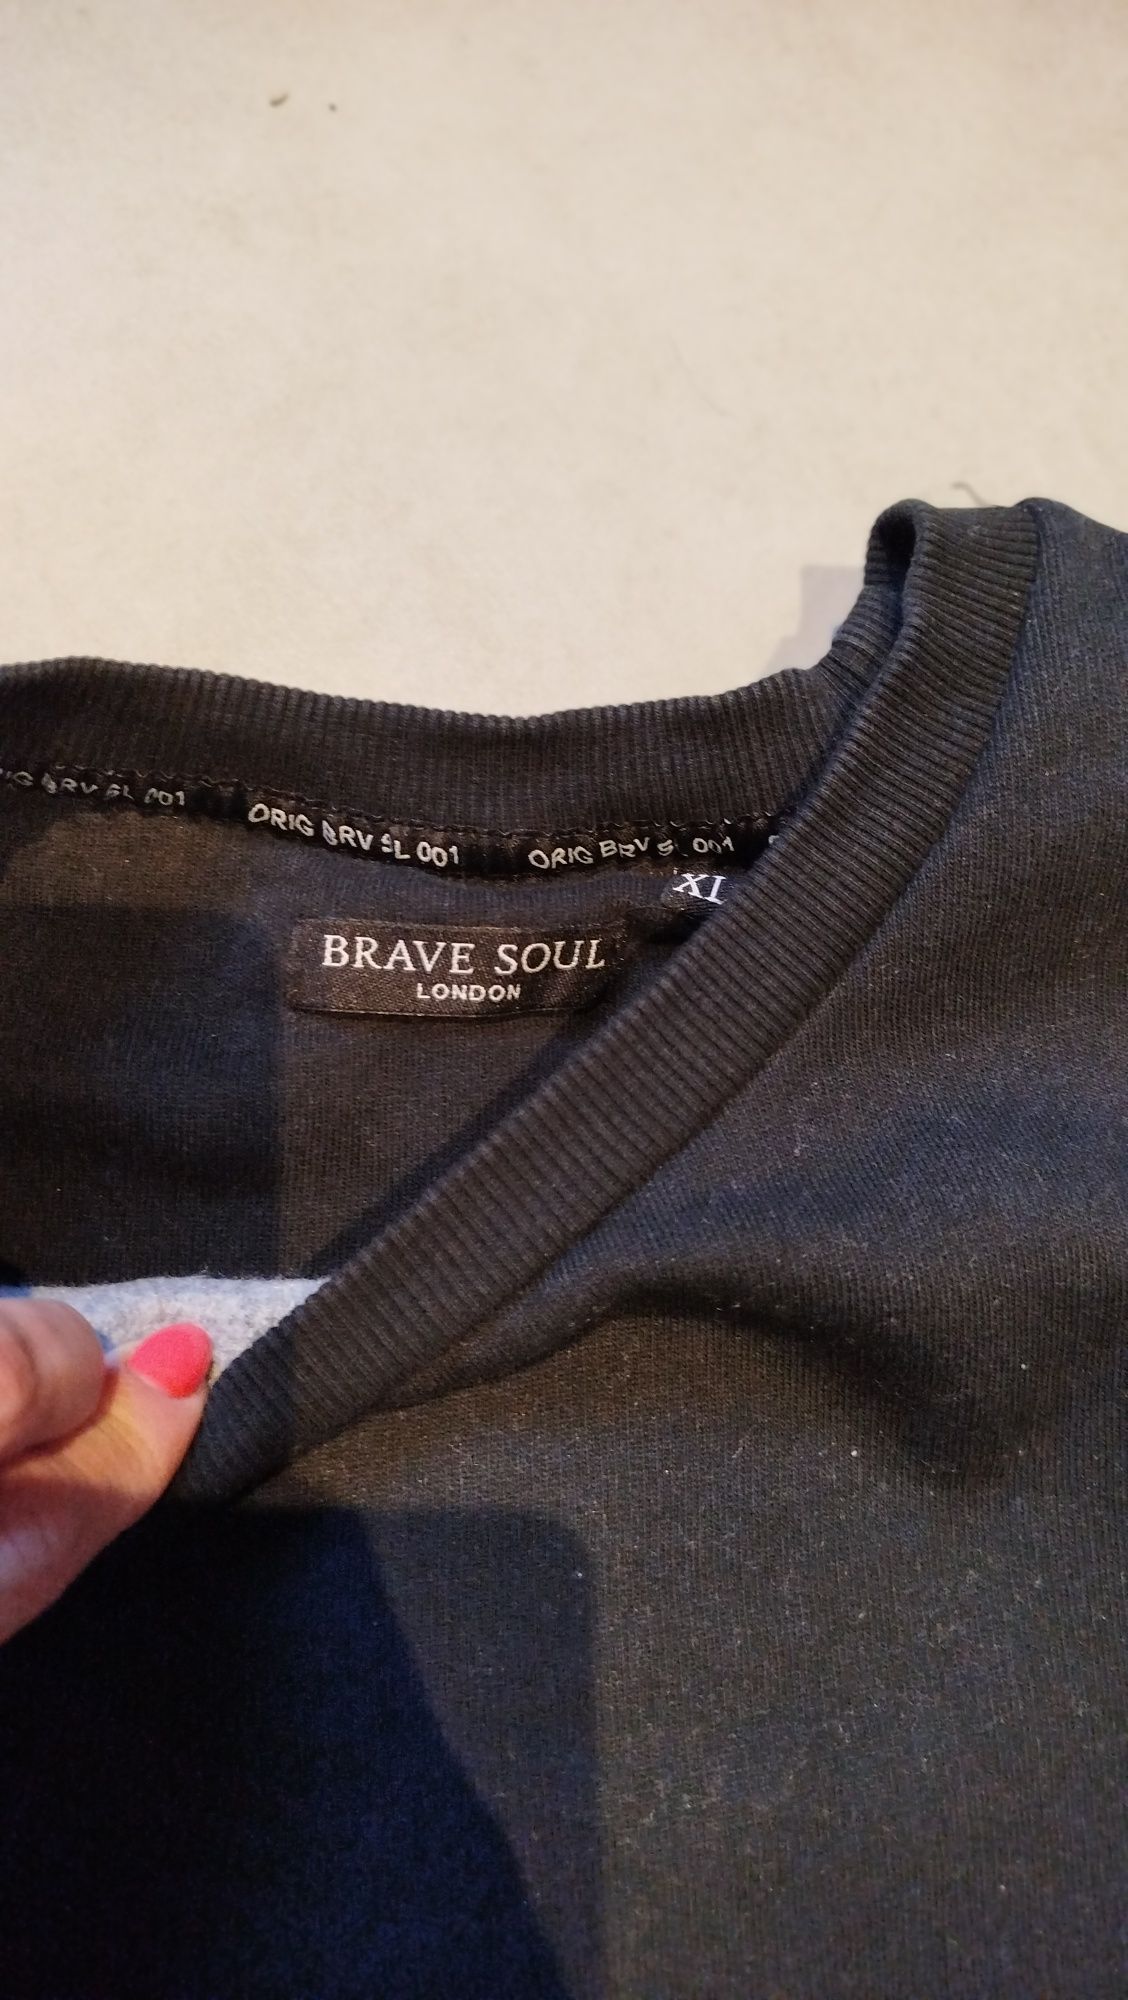 ORIG BRV SL 001
ORIG BRV SL 001
ORIG BRV SL 001
XL
BRAVE SOUL
LONDON